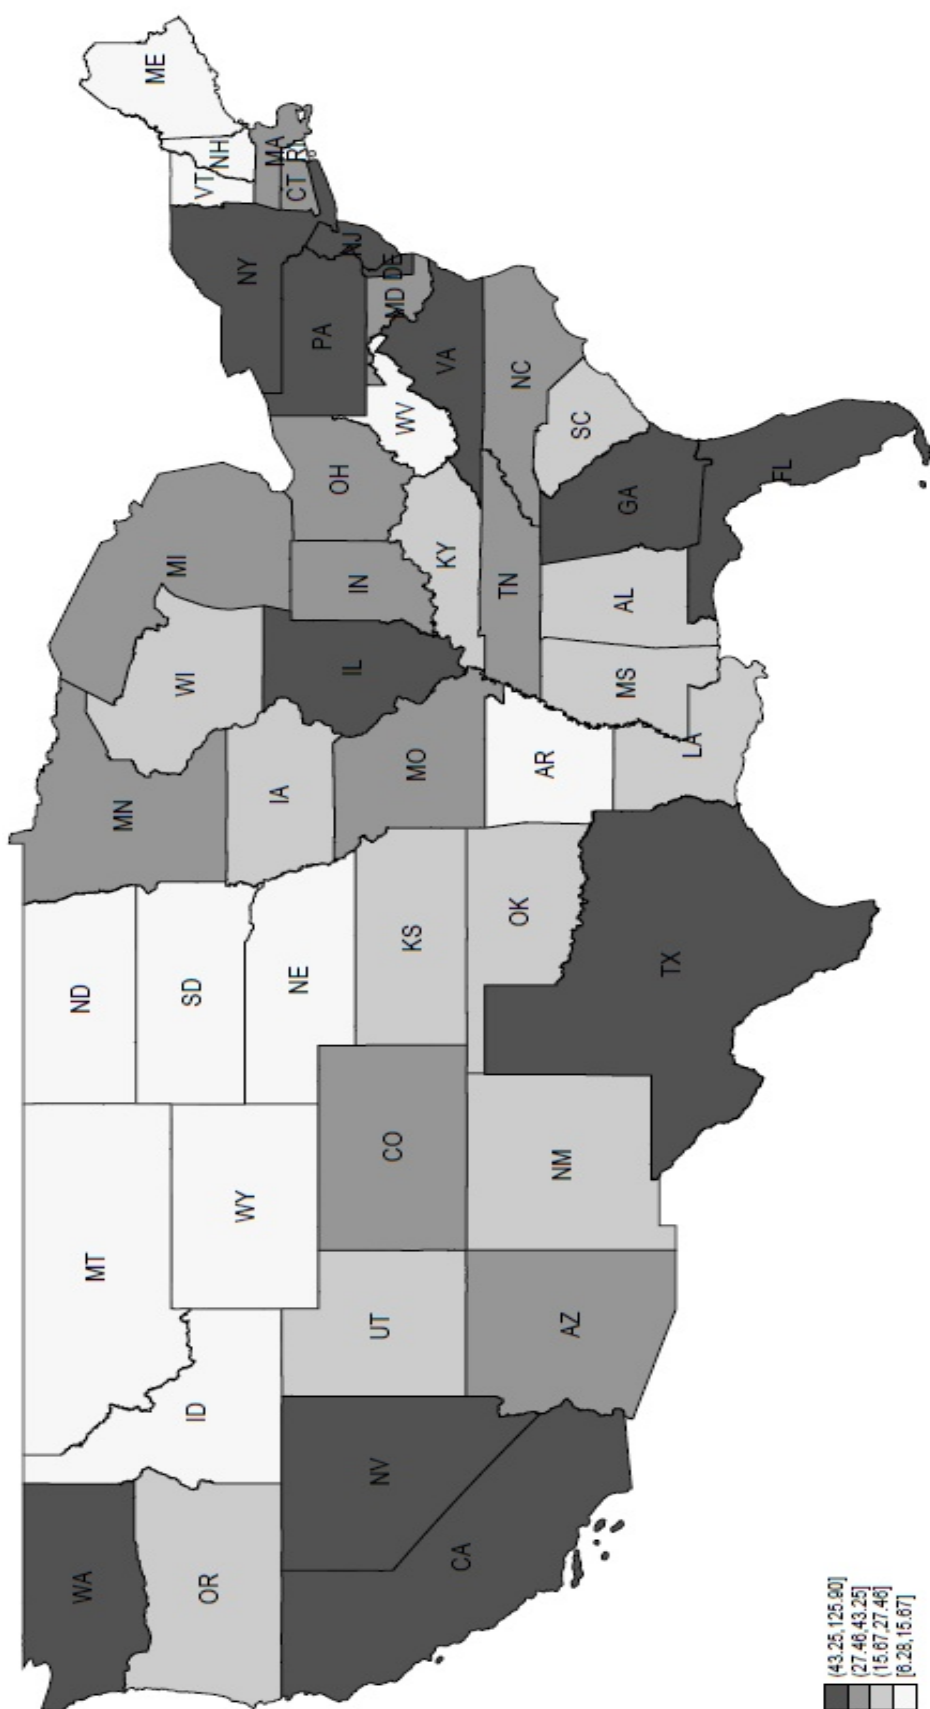 WA
OR
CA
NV
ID
MT
WY
UT
AZ
CO
NM
ND
SD
NE
KS
OK
TX
MN
IA
MO
AR
LA
WI
IL
MS
MI
IN
KY
TN
AL
OH
GA
FL
WV
SC
NC
VA
PA
MD
DE
NJ
NY
CT
RI
MA
VT
NH
ME
(43.25,125.90]
(27.46,43.25]
(15.67,27.46]
[6.28,15.67]